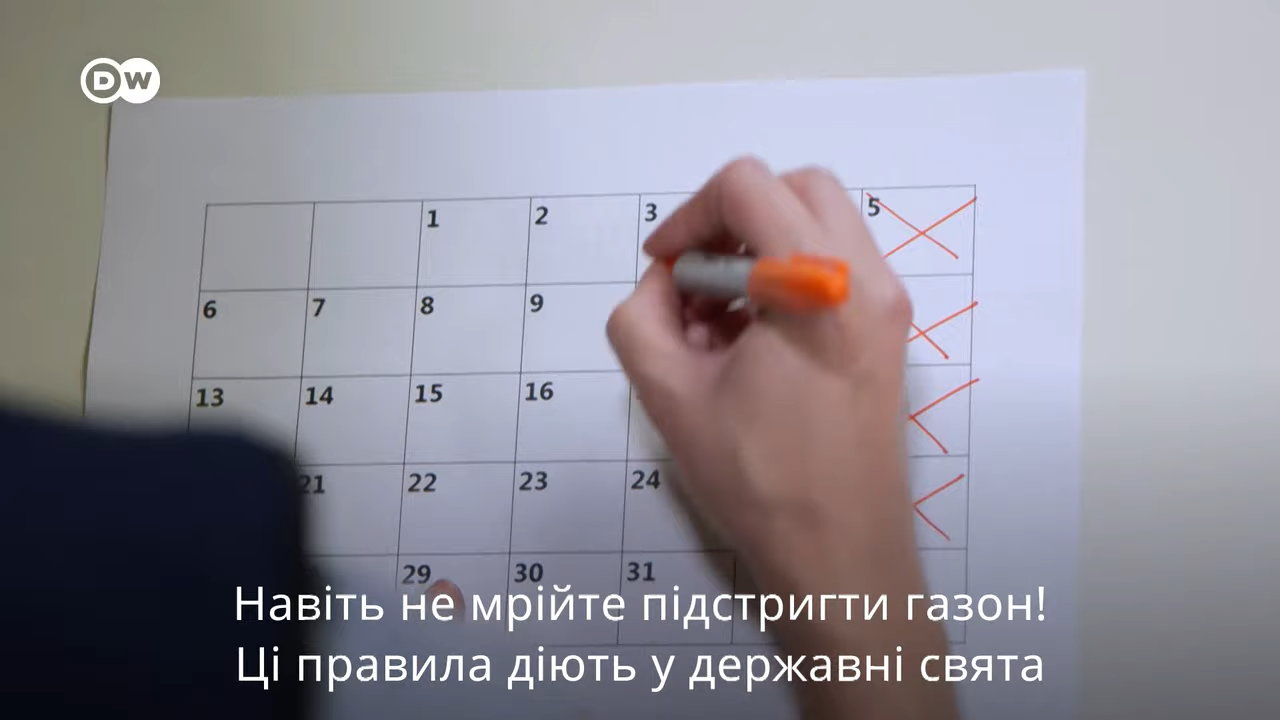 DW
1 2 3 5
6 7 8 9
13 14 15 16
21 22 23 24
29 30 31
Навіть не мрійте підстригти газон!
Ці правила діють у державні свята